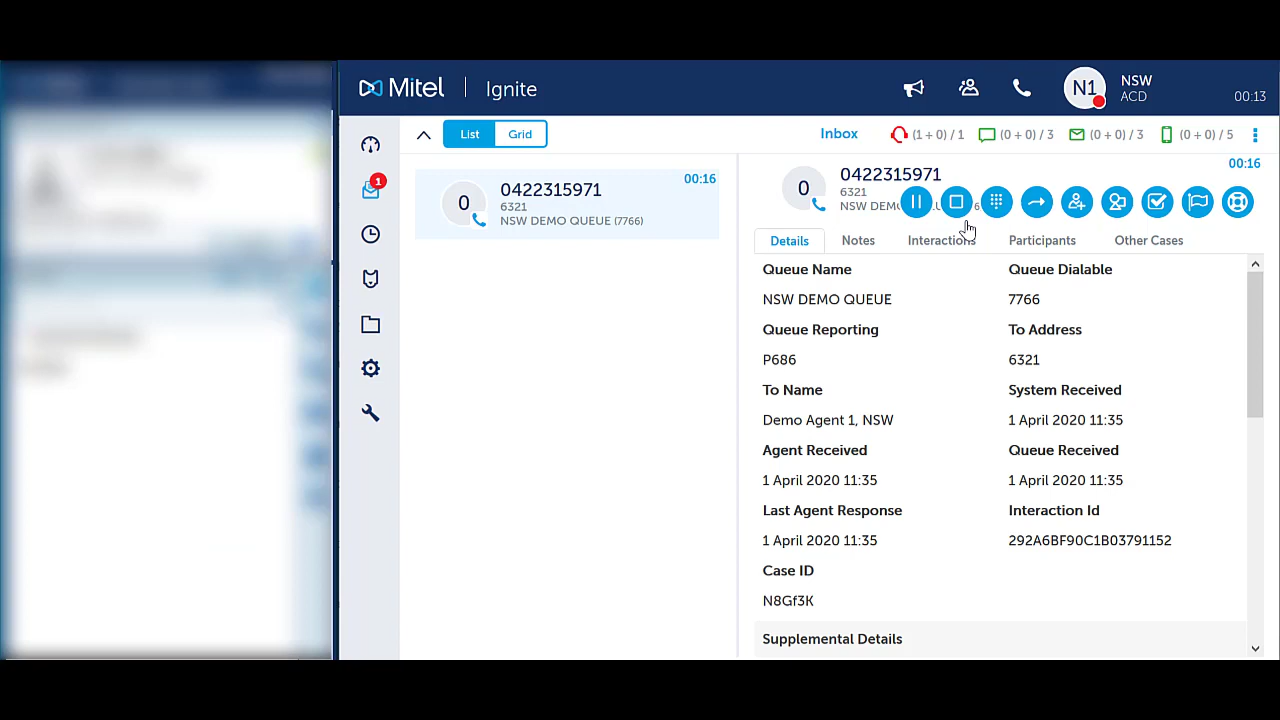 Mitel | Ignite
N1
NSW
ACD
00:13
List
Grid
Inbox
(1 + 0) / 1
(0 + 0) / 3
(0 + 0) / 3
(0 + 0) / 5
1
0
0422315971
6321
NSW DEMO QUEUE (7766)
00:16
00:16
0
0422315971
6321
Details
Notes
Interactions
Participants
Other Cases
Queue Name
Queue Dialable
NSW DEMO QUEUE
7766
Queue Reporting
To Address
P686
6321
To Name
System Received
Demo Agent 1, NSW
1 April 2020 11:35
Agent Received
Queue Received
1 April 2020 11:35
1 April 2020 11:35
Last Agent Response
Interaction Id
1 April 2020 11:35
292A6BF90C1B03791152
Case ID
N8Gf3K
Supplemental Details